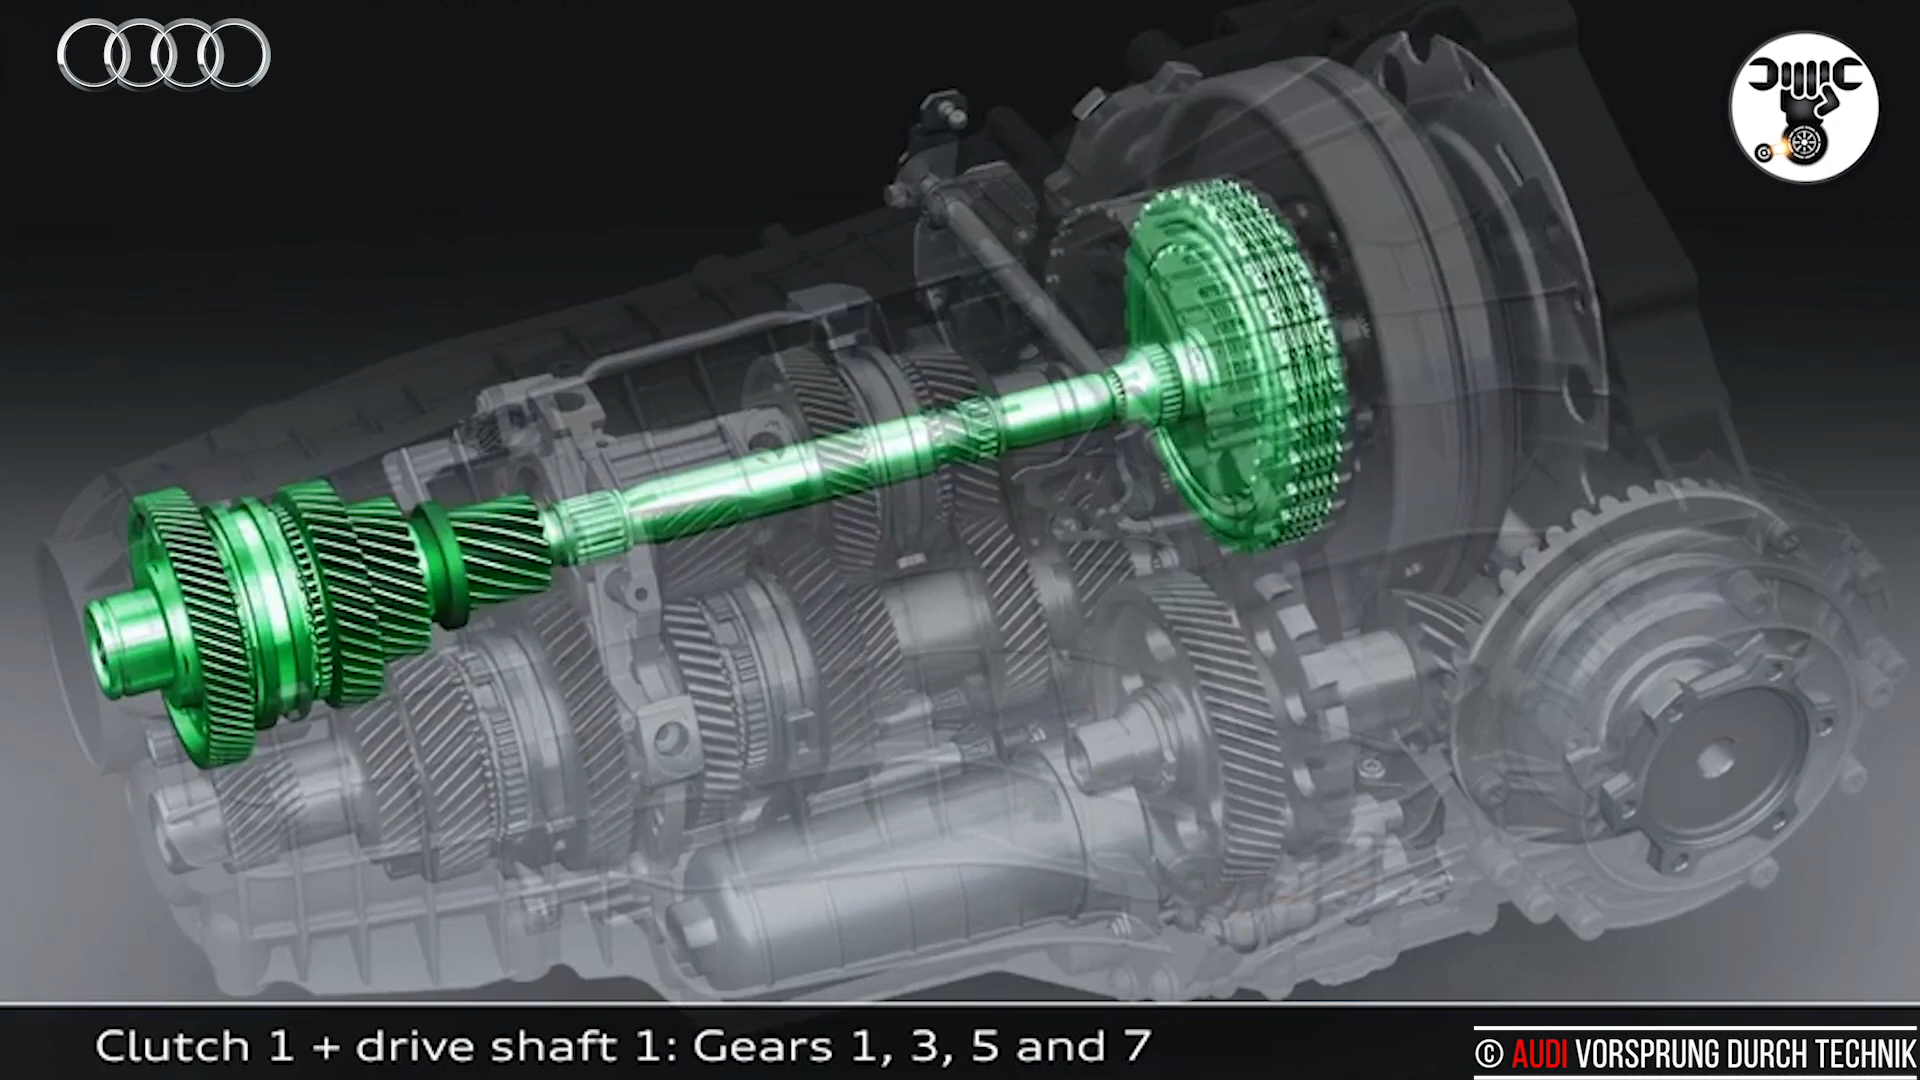 Clutch 1 + drive shaft 1: Gears 1, 3, 5 and 7
© AUDI VORSPRUNG DURCH TECHNIK